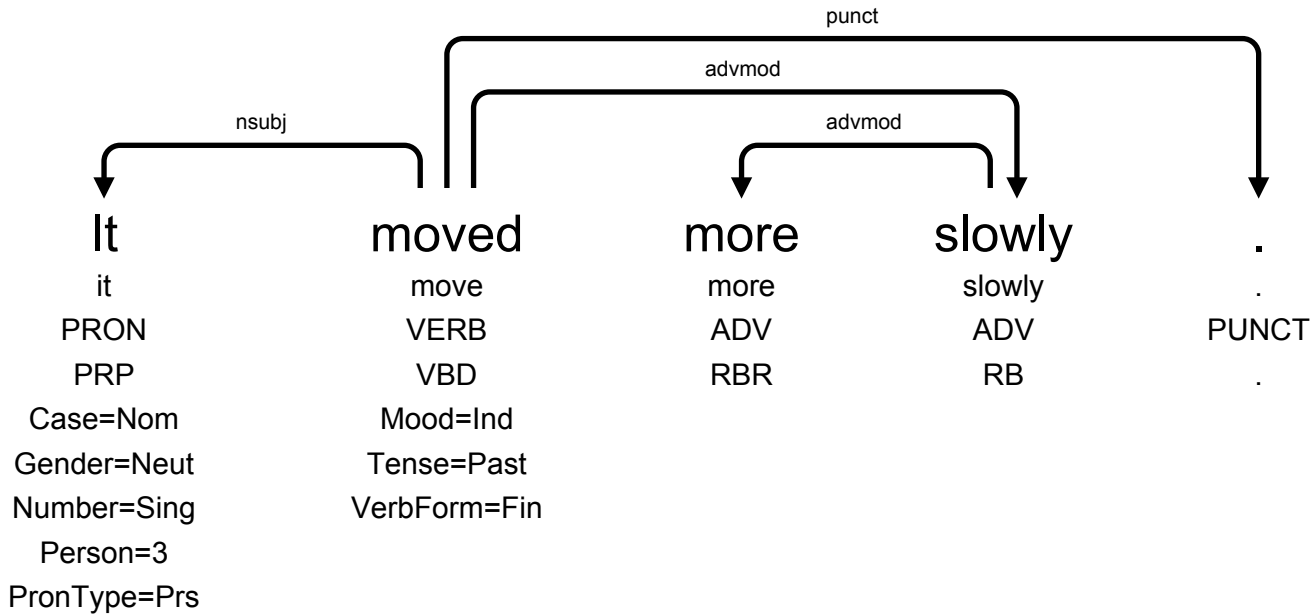 punct
advmod
nsubj advmod
It moved more slowly .
it move more slowly .
PRON VERB ADV ADV PUNCT
PRP VBD RBR RB .
Case=Nom Mood=Ind
Gender=Neut Tense=Past
Number=Sing VerbForm=Fin
Person=3
PronType=Prs